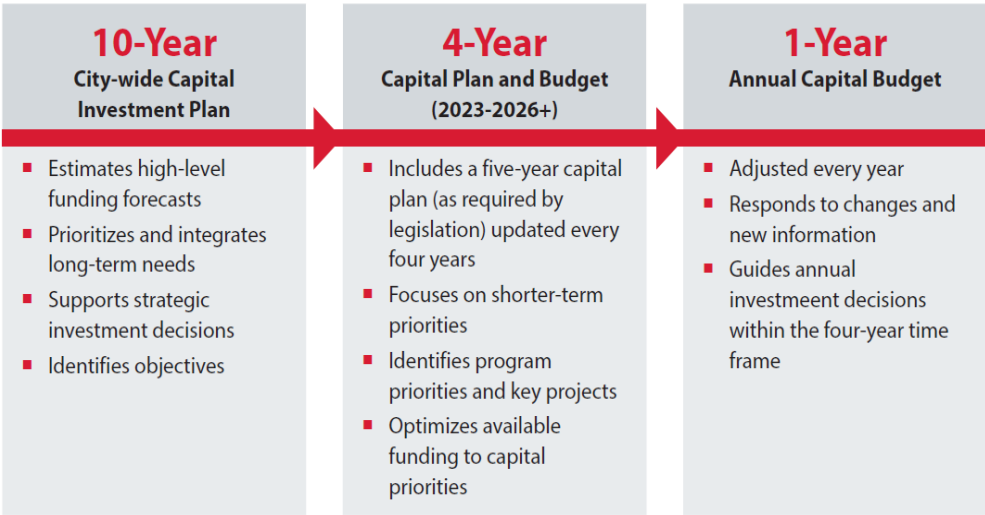 10-Year
City-wide Capital
Investment Plan
Estimates high-level
funding forecasts
Prioritizes and integrates
long-term needs
Supports strategic
investment decisions
Identifies objectives
4-Year
Capital Plan and Budget
(2023-2026+)
Includes a five-year capital
plan (as required by
legislation) updated every
four years
Focuses on shorter-term
priorities
Identifies program
priorities and key projects
Optimizes available
funding to capital
priorities
1-Year
Annual Capital Budget
Adjusted every year
Responds to changes and
new information
Guides annual
investmeent decisions
within the four-year time
frame